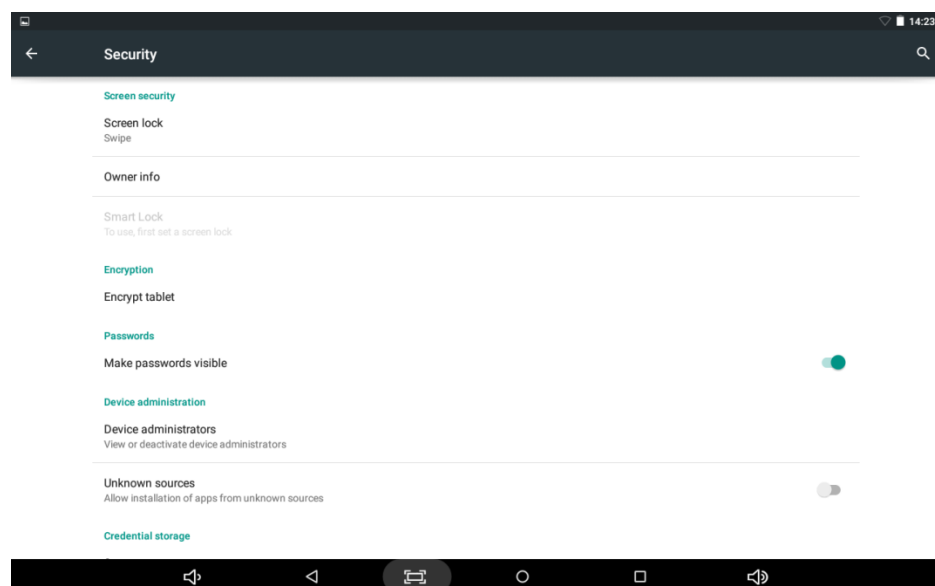 14:23
Security
Screen security
Screen lock
Swipe
Owner info
Smart Lock
To use, first set a screen lock
Encryption
Encrypt tablet
Passwords
Make passwords visible
Device administration
Device administrators
View or deactivate device administrators
Unknown sources
Allow installation of apps from unknown sources
Credential storage